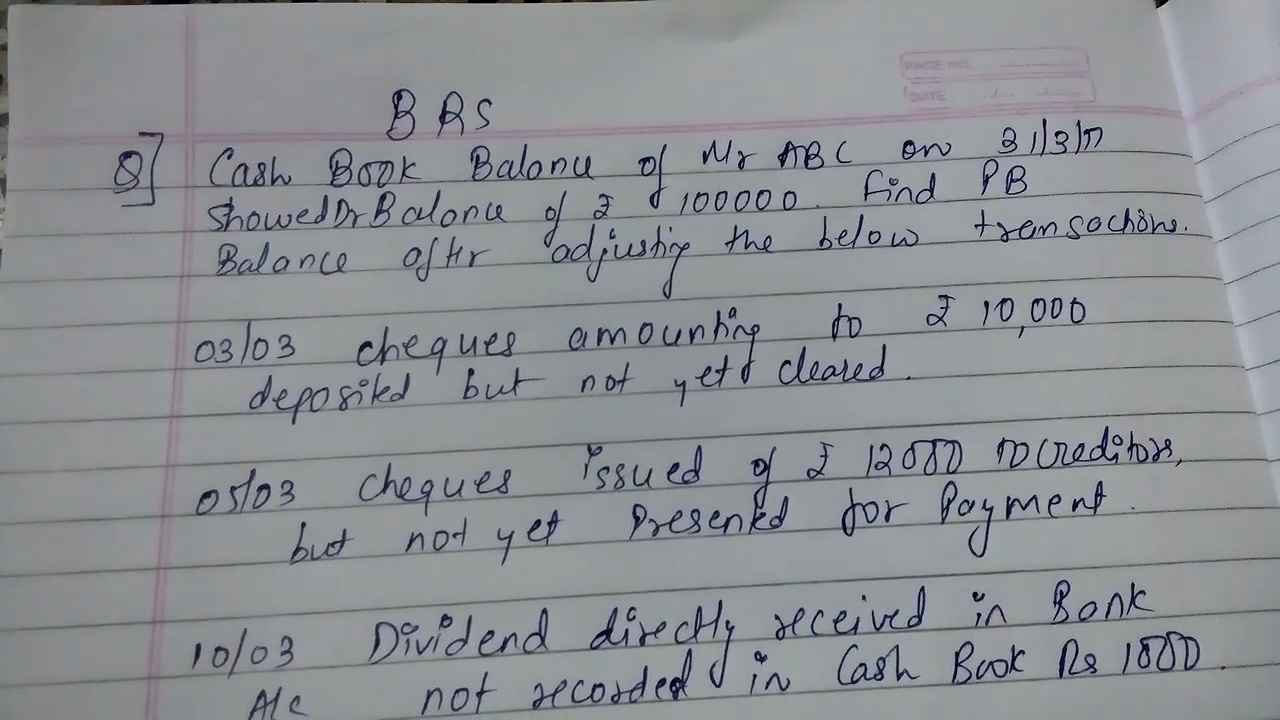 PAGE NO.
DATE
BRS
Q] Cash Book Balance of Mr ABC on 31/3/17
showed Dr Balance of ₹ 100000. Find PB
Balance after adjusting the below transactions.
03/03 cheques amounting to ₹ 10,000
deposited but not yet cleared.
05/03 cheques issued of ₹ 12000 to creditors,
but not yet Presented for Payment.
10/03 Dividend directly received in Bank
A/c not recorded in Cash Book Rs 1000.